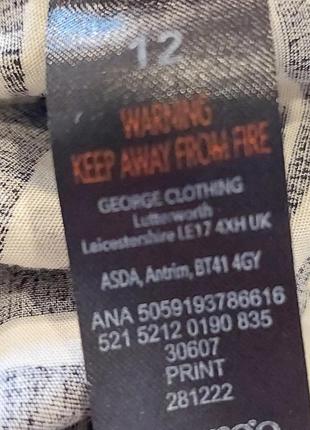 12
WARNING
KEEP AWAY FROM FIRE
GEORGE CLOTHING
Lutterworth
Leicestershire LE17 4XH UK
ASDA, Antrim, BT41 4GY
ANA 5059193786616
521 5212 0190 835
30607
PRINT
281222